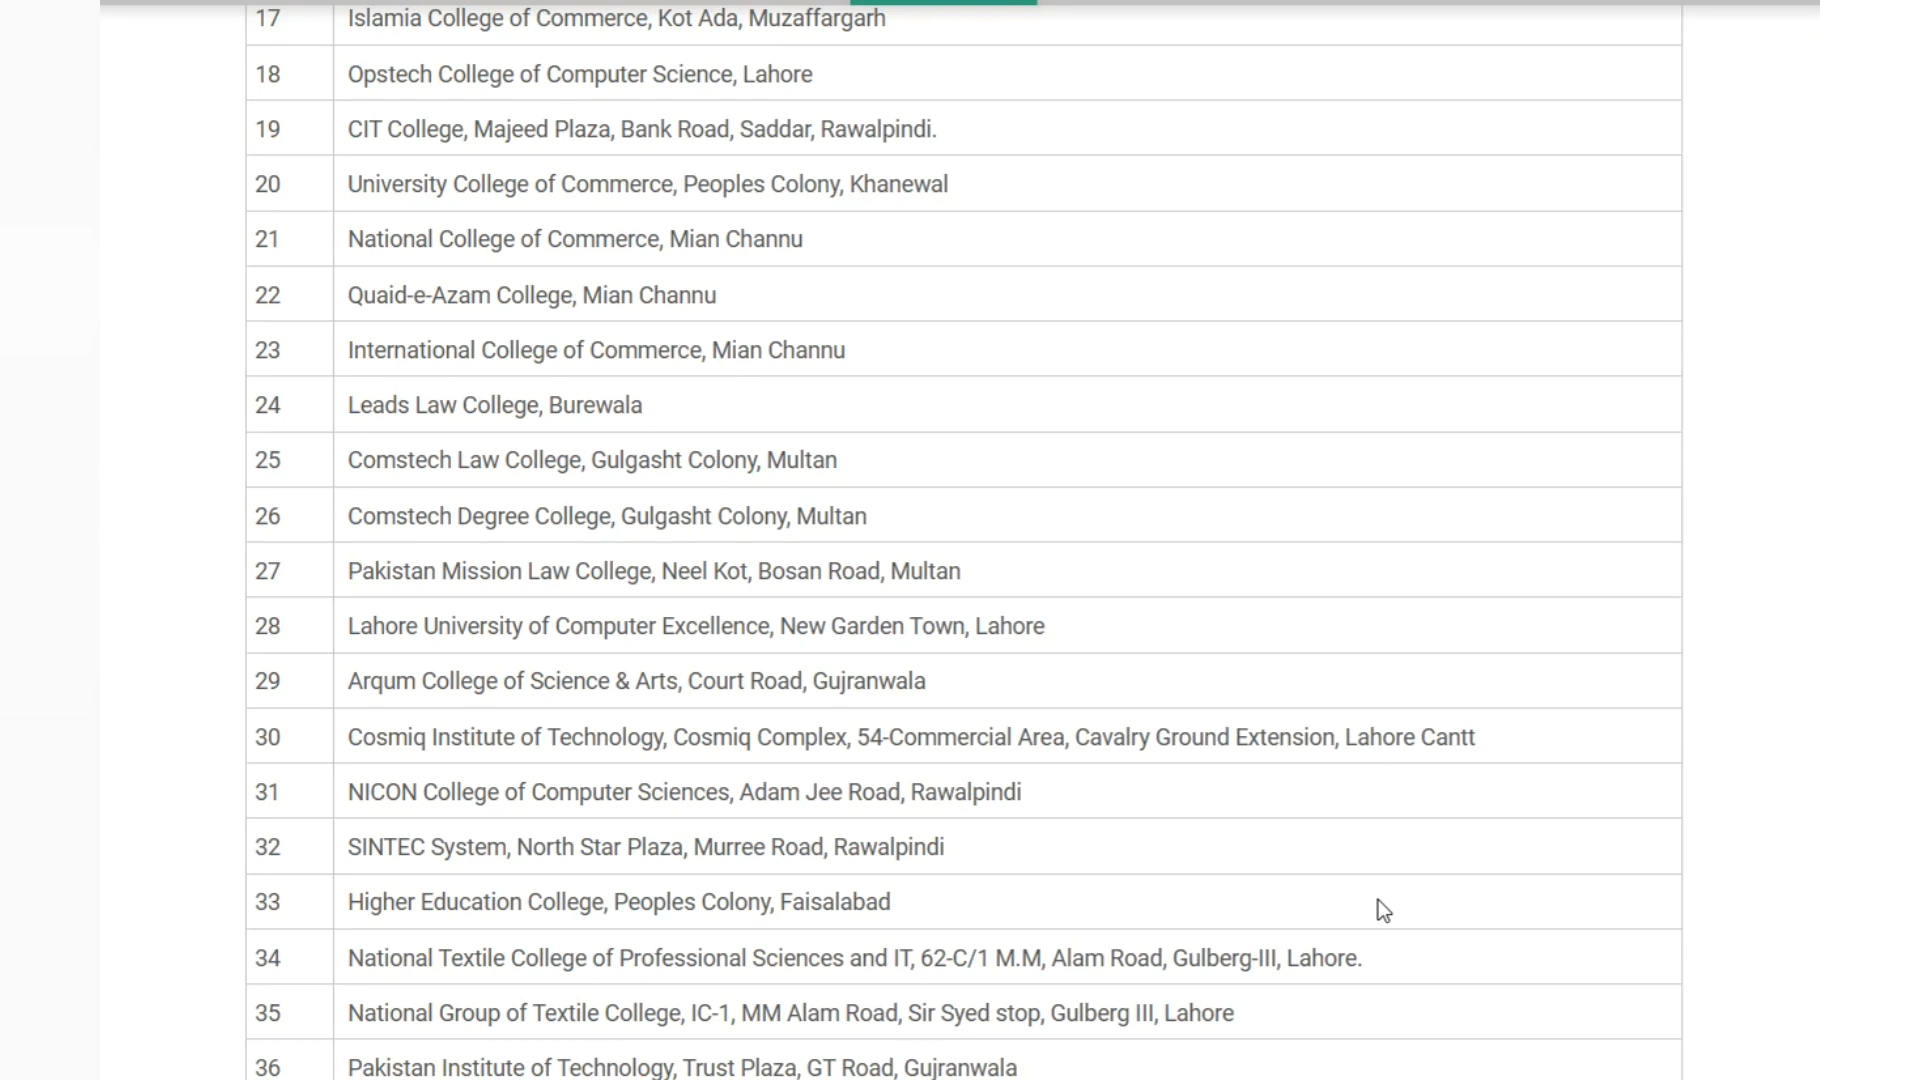 17 Islamia College of Commerce, Kot Ada, Muzaffargarh
18 Opstech College of Computer Science, Lahore
19 CIT College, Majeed Plaza, Bank Road, Saddar, Rawalpindi.
20 University College of Commerce, Peoples Colony, Khanewal
21 National College of Commerce, Mian Channu
22 Quaid-e-Azam College, Mian Channu
23 International College of Commerce, Mian Channu
24 Leads Law College, Burewala
25 Comstech Law College, Gulgasht Colony, Multan
26 Comstech Degree College, Gulgasht Colony, Multan
27 Pakistan Mission Law College, Neel Kot, Bosan Road, Multan
28 Lahore University of Computer Excellence, New Garden Town, Lahore
29 Arqum College of Science & Arts, Court Road, Gujranwala
30 Cosmiq Institute of Technology, Cosmiq Complex, 54-Commercial Area, Cavalry Ground Extension, Lahore Cantt
31 NICON College of Computer Sciences, Adam Jee Road, Rawalpindi
32 SINTEC System, North Star Plaza, Murree Road, Rawalpindi
33 Higher Education College, Peoples Colony, Faisalabad
34 National Textile College of Professional Sciences and IT, 62-C/1 M.M, Alam Road, Gulberg-III, Lahore.
35 National Group of Textile College, IC-1, MM Alam Road, Sir Syed stop, Gulberg III, Lahore
36 Pakistan Institute of Technology, Trust Plaza, GT Road, Gujranwala